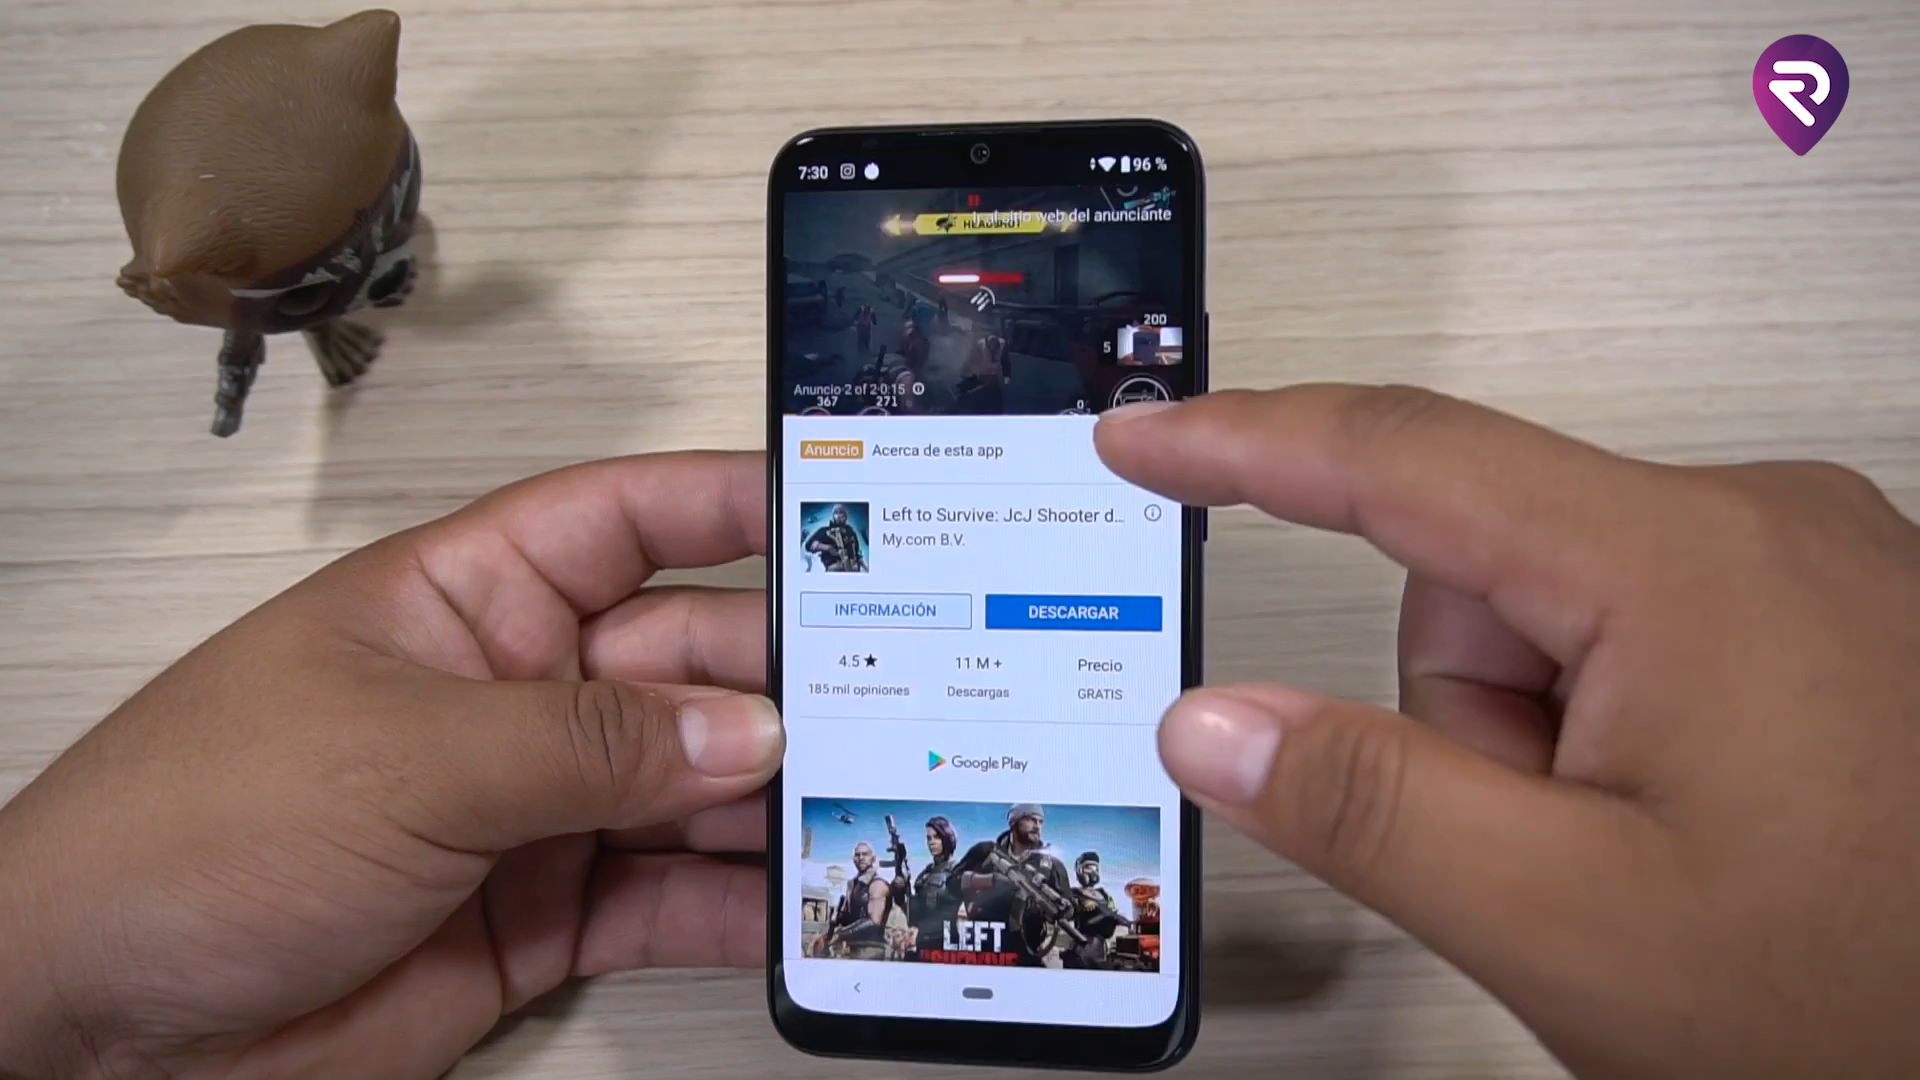 7:30
96 %
Ir al sitio web del anunciante
HEADSHOT
200
5
Anuncio 2 of 2·0:15
367
271
0
Anuncio
Acerca de esta app
Left to Survive: JcJ Shooter d...
My.com B.V.
INFORMACIÓN
DESCARGAR
4.5★
11 M +
Precio
185 mil opiniones
Descargas
GRATIS
Google Play
LEFT
SURVIVE